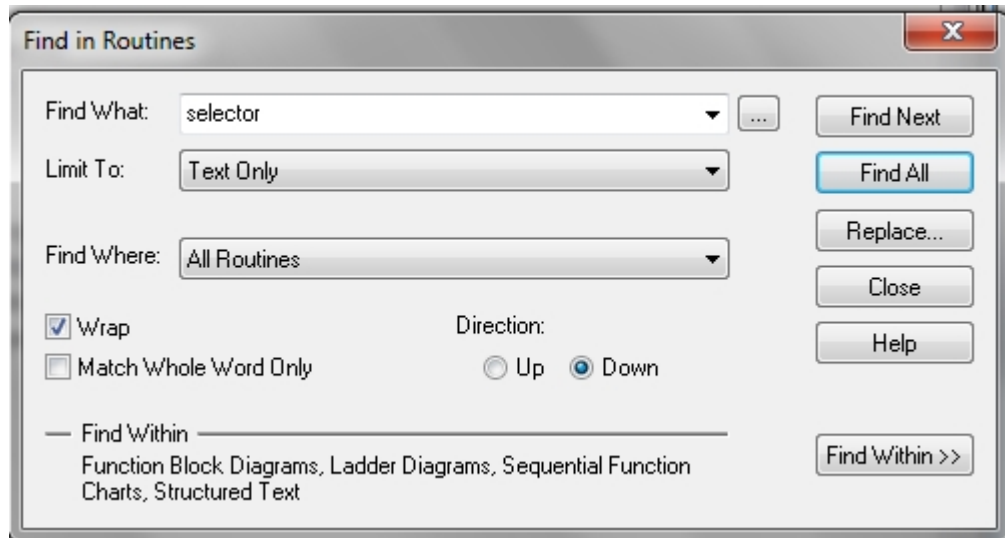 Find in Routines
Find What: selector ... Find Next
Limit To: Text Only Find All
Replace...
Find Where: All Routines
Close
Wrap Direction:
Help
Match Whole Word Only Up Down
Find Within
Find Within >>
Function Block Diagrams, Ladder Diagrams, Sequential Function
Charts, Structured Text